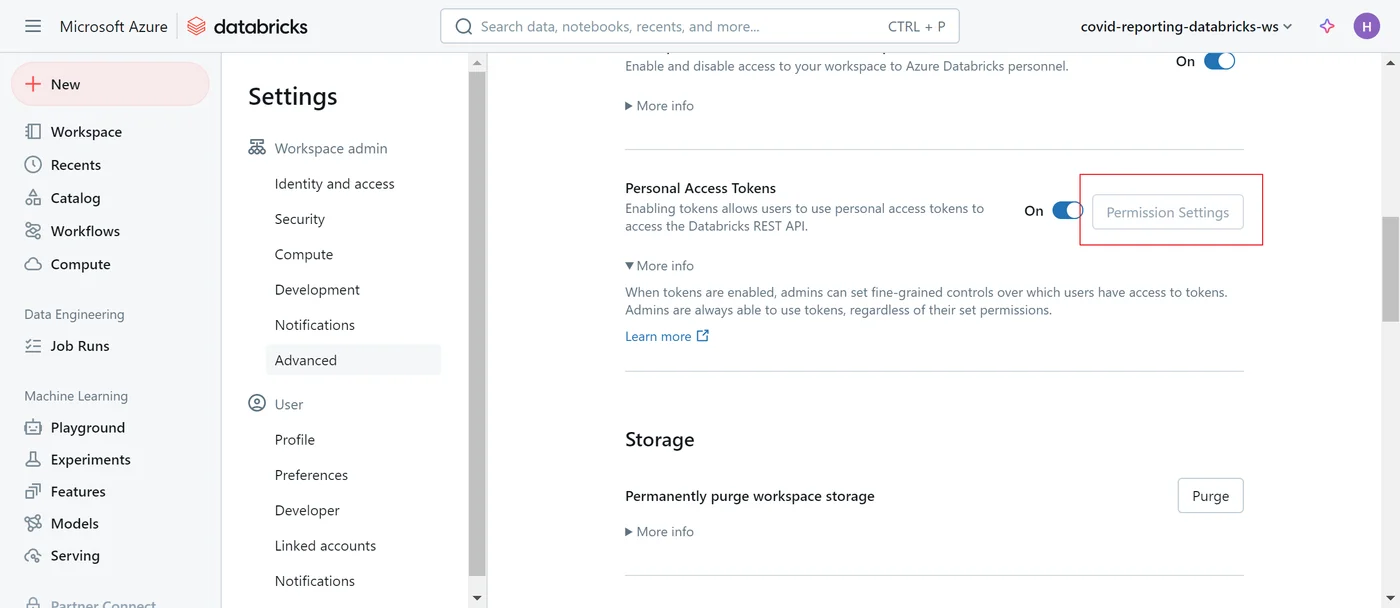 Microsoft Azure
databricks
Search data, notebooks, recents, and more...
CTRL + P
covid-reporting-databricks-ws
H
New
Workspace
Recents
Catalog
Workflows
Compute
Data Engineering
Job Runs
Machine Learning
Playground
Experiments
Features
Models
Serving
Partner Connect
Settings
Workspace admin
Identity and access
Security
Compute
Development
Notifications
Advanced
User
Profile
Preferences
Developer
Linked accounts
Notifications
Enable and disable access to your workspace to Azure Databricks personnel.
On
More info
Personal Access Tokens
Enabling tokens allows users to use personal access tokens to
access the Databricks REST API.
On
Permission Settings
More info
When tokens are enabled, admins can set fine-grained controls over which users have access to tokens.
Admins are always able to use tokens, regardless of their set permissions.
Learn more
Storage
Permanently purge workspace storage
Purge
More info